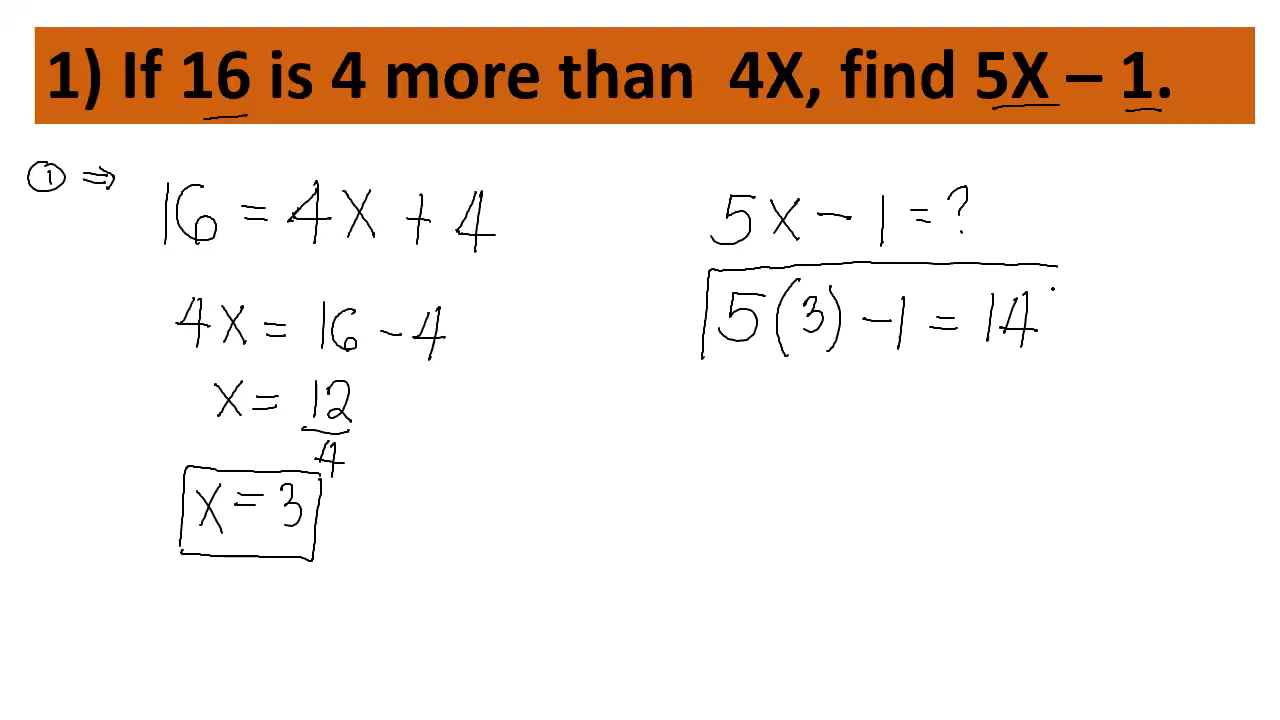 1) If 16 is 4 more than 4X, find 5X – 1.
① ⇒
16 = 4X + 4
4X = 16 - 4
X = 12/4
X = 3
5X - 1 = ?
5(3) - 1 = 14